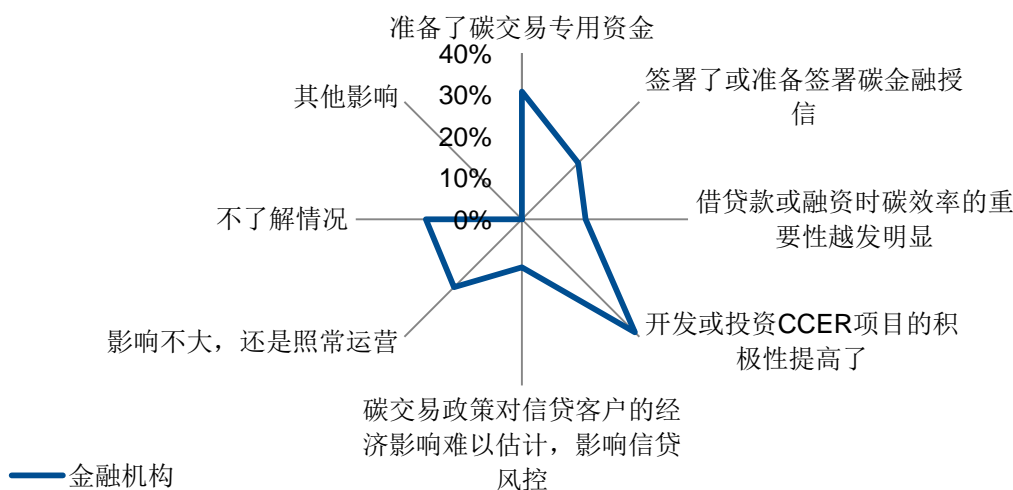 准备了碳交易专用资金
40%
30%
20%
10%
0%
签署了或准备签署碳金融授
信
借贷款或融资时碳效率的重
要性越发明显
开发或投资CCER项目的积
极性提高了
碳交易政策对信贷客户的经
济影响难以估计，影响信贷
风控
影响不大，还是照常运营
不了解情况
其他影响
金融机构